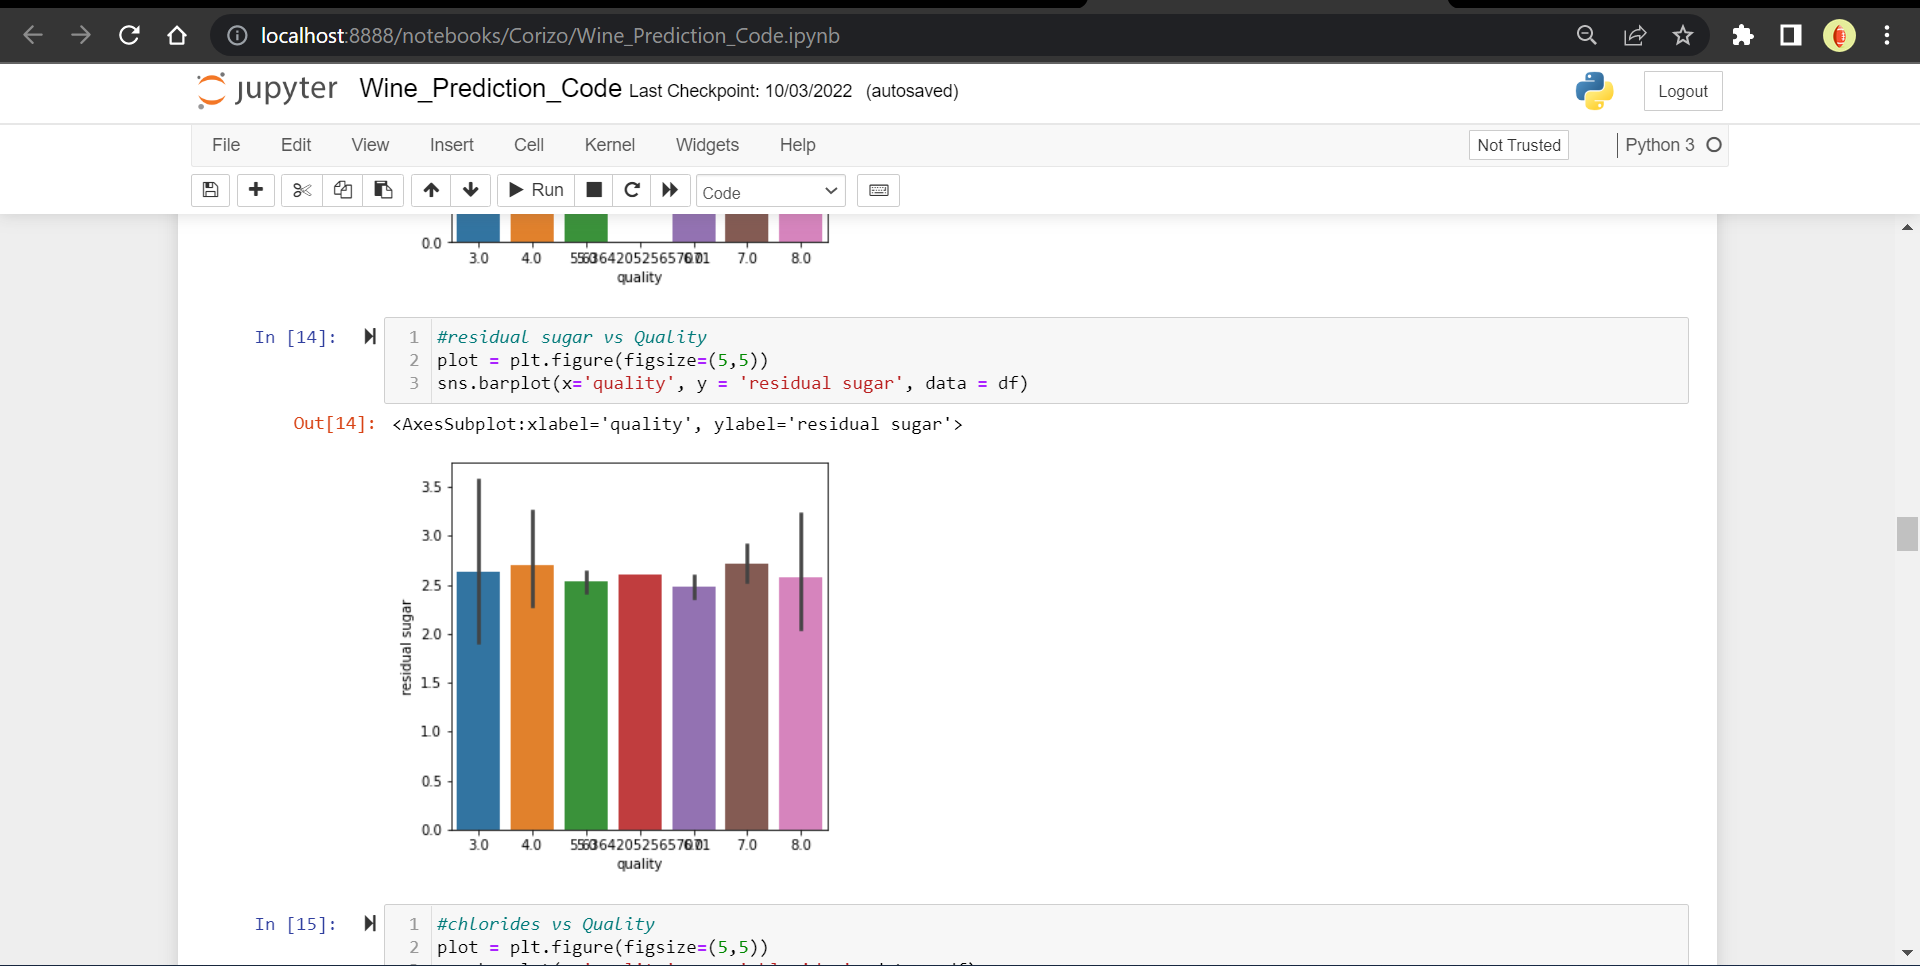 localhost:8888/notebooks/Corizo/Wine_Prediction_Code.ipynb
jupyter Wine_Prediction_Code Last Checkpoint: 10/03/2022 (autosaved)
Logout
File Edit View Insert Cell Kernel Widgets Help
Not Trusted Python 3
Run Code
0.0
3.0 4.0 7.0 8.0
quality
In [14]:
1 #residual sugar vs Quality
2 plot = plt.figure(figsize=(5,5))
3 sns.barplot(x='quality', y = 'residual sugar', data = df)
Out[14]: <AxesSubplot:xlabel='quality', ylabel='residual sugar'>
3.5
3.0
2.5
2.0
1.5
1.0
0.5
0.0
residual sugar
3.0 4.0 7.0 8.0
quality
In [15]:
1 #chlorides vs Quality
2 plot = plt.figure(figsize=(5,5))